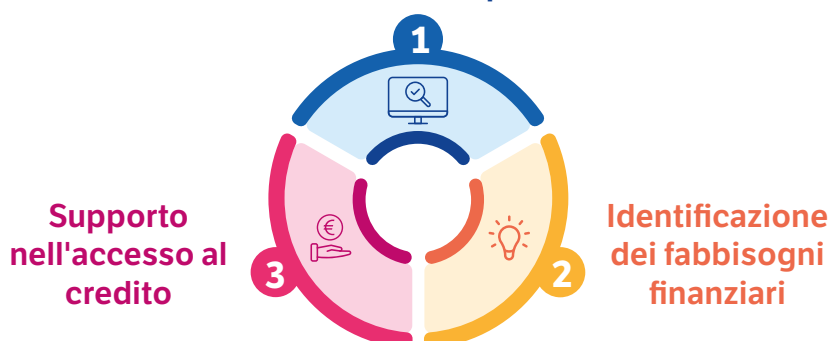 1
Supporto
nell'accesso al
credito
3
€
2
Identificazione
dei fabbisogni
finanziari